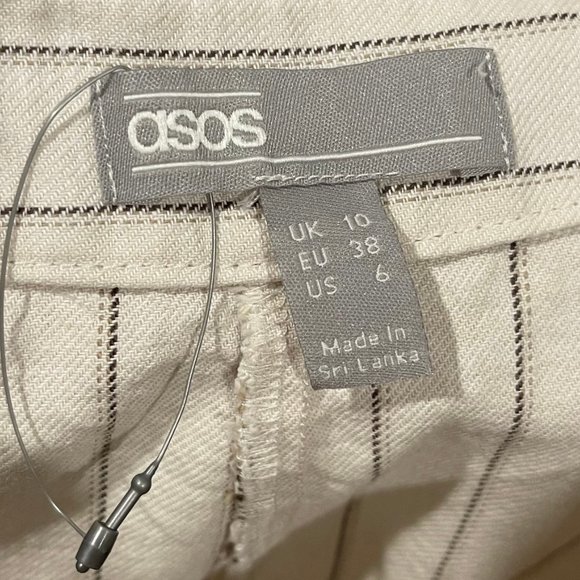 asos
UK 10
EU 38
US 6
Made In
Sri Lanka